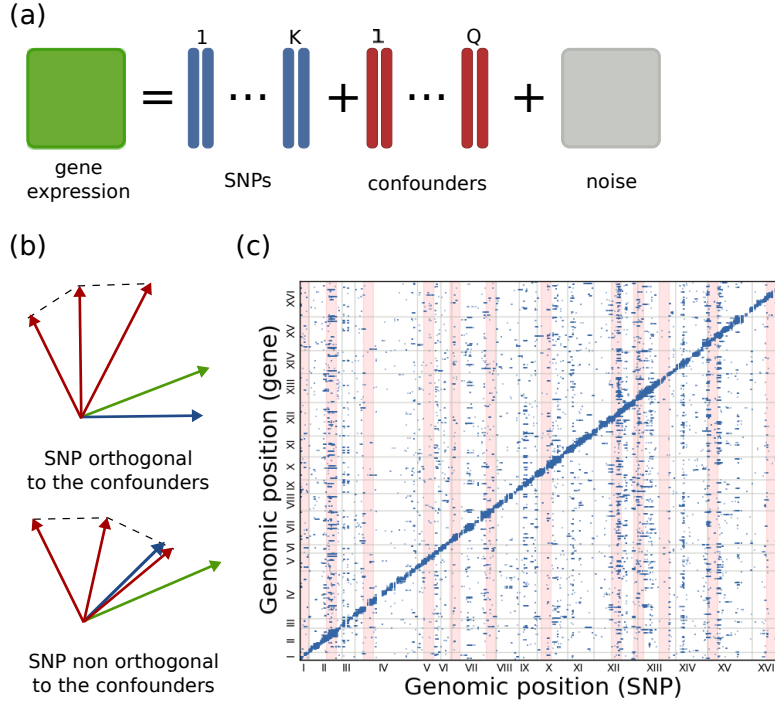 (a)
1 K 1 Q
= ... + ... +
gene
expression
SNPs
confounders
noise
(b)
SNP orthogonal
to the confounders
SNP non orthogonal
to the confounders
(c)
Genomic position (gene)
XVI
XV
XIV
XIII
XII
XI
X
IX
VIII
VII
VI
V
IV
III
II
I
I II III IV V VI VII VIII IX X XI XII XIII XIV XV XVI
Genomic position (SNP)